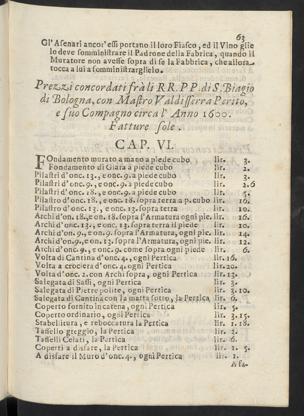 63
Gl'Asenari ancor'essi portano il loro Fiasco, ed il Vino glie
lo deve somministrare il Padrone della Fabrica, quando il
Muratore non avesse sopra di se la Fabbrica, che allora
tocca a lui a somministrarglielo.
Prezzi concordati frà li RR. PP. di S. Biagio
di Bologna, con Mastro Valdisserra Perito,
e suo Compagno circa l'Anno 1600.
Fatture sole.
CAP. VI.
Fondamento murato a mano a piede cubo lir. 3.
Fondamento di Giara a piede cubo lir. 2.
Pilastri d'onc. 13., e onc. 9. a piede cubo lir. 3.
Pilastri d'onc. 9., e onc. 9. a piede cubo lir. 2.6
Pilastri d'onc. 18., e onc. 9. a piede cubo lir. 5.
Pilastro d'onc. 18., e onc. 18. sopra terra a p. cubo lir. 10.
Pilastro d'onc. 13., e onc. 13. sopra terra lir. 10.
Archi d'on. 18., e on. 18. sopra l'Armatura ogni pie. lir. 16.
Archi d'onc. 13., e onc. 13. sopra terra il piede lir. 10.
Archi d'on. 9., e on. 9. sopra l'Armatura, ogni pie. lir. 14.
Archi d'on. 9., e on. 13. sopra l'Armatura, ogni pie. lir. 12.
Archi d'onc. 9., e onc. 9. come sopra ogni piede lir. 6.
Volta di Cantina d'onc. 4., ogni Pertica lir. 16.
Volta a crociera d'onc. 4., ogni Pertica lir. 20.
Volta d'onc. 2. con Archi sopra, ogni Pertica lir. 12.
Salegata di Sassi, ogni Pertica lir. 3.
Salegata di Pietre polite, ogni Pertica lir. 3.10.
Salegata di Cantina con la matta sotto, la Pertica lir. 6.
Coperto fornito incatena, ogni Pertica lir. 5.
Coperto ordinario, ogni Pertica lir. 3.15.
Stabelitura, e reboccatura la Pertica lir. 1.18.
Tassello greggio, la Pertica lir. 2.
Tasselli Celati, la Partica lir. 6.
Coperti a disfare, la Pertica lir. 1. 5.
A disfare il Muro d'onc. 4., ogni Pertica lir. 1.